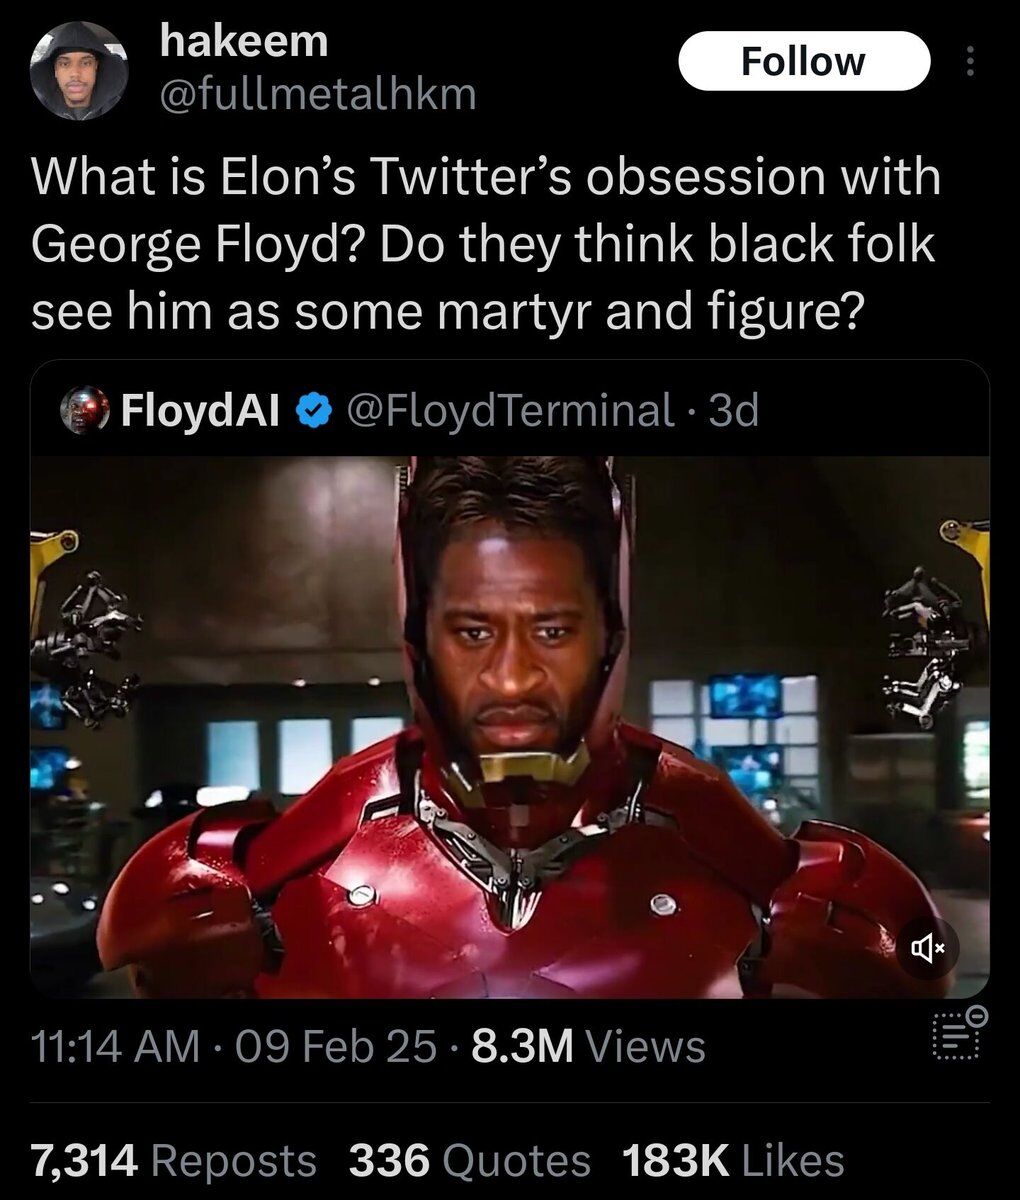 hakeem
Follow
@fullmetalhkm
What is Elon’s Twitter’s obsession with
George Floyd? Do they think black folk
see him as some martyr and figure?
FloydAI @FloydTerminal · 3d
11:14 AM · 09 Feb 25 · 8.3M Views
7,314 Reposts 336 Quotes 183K Likes